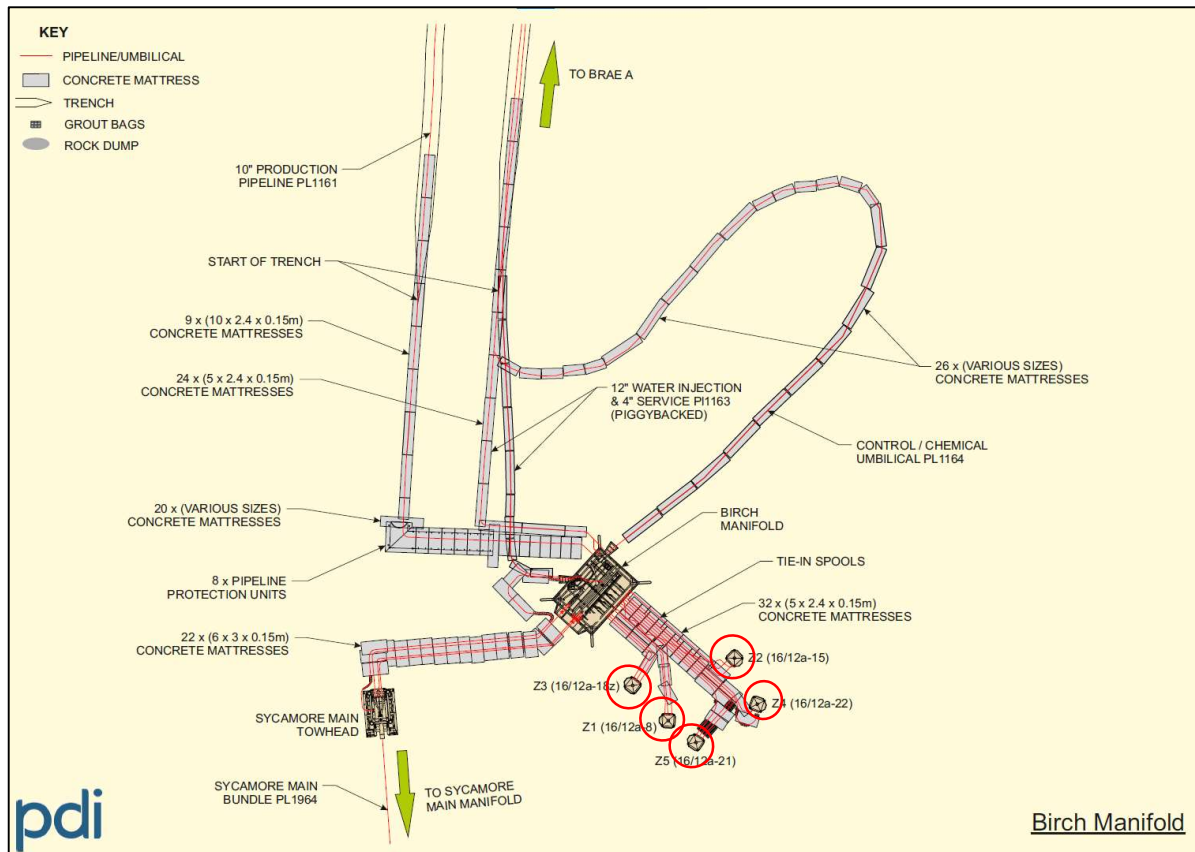 KEY
PIPELINE/UMBILICAL
CONCRETE MATTRESS
TRENCH
GROUT BAGS
ROCK DUMP
TO BRAE A
10" PRODUCTION
PIPELINE PL1161
START OF TRENCH
9 x (10 x 2.4 x 0.15m)
CONCRETE MATTRESSES
24 x (5 x 2.4 x 0.15m)
CONCRETE MATTRESSES
12" WATER INJECTION
& 4" SERVICE Pl1163
(PIGGYBACKED)
26 x (VARIOUS SIZES)
CONCRETE MATTRESSES
CONTROL / CHEMICAL
UMBILICAL PL1164
20 x (VARIOUS SIZES)
CONCRETE MATTRESSES
BIRCH
MANIFOLD
8 x PIPELINE
PROTECTION UNITS
TIE-IN SPOOLS
32 x (5 x 2.4 x 0.15m)
CONCRETE MATTRESSES
22 x (6 x 3 x 0.15m)
CONCRETE MATTRESSES
Z2 (16/12a-15)
Z3 (16/12a-18z)
Z4 (16/12a-22)
Z1 (16/12a-8)
Z5 (16/12a-21)
SYCAMORE MAIN
TOWHEAD
SYCAMORE MAIN
BUNDLE PL1964
TO SYCAMORE
MAIN MANIFOLD
pdi
Birch Manifold